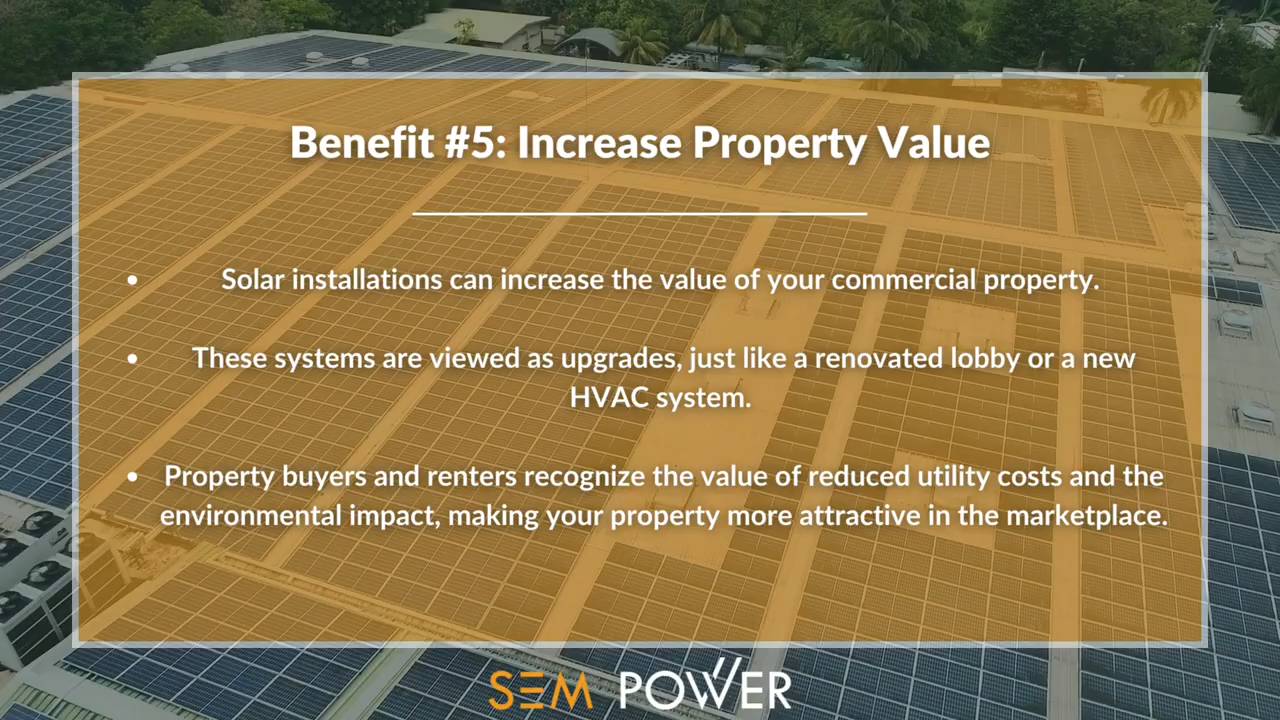 Benefit #5: Increase Property Value
• Solar installations can increase the value of your commercial property.
• These systems are viewed as upgrades, just like a renovated lobby or a new
HVAC system.
• Property buyers and renters recognize the value of reduced utility costs and the
environmental impact, making your property more attractive in the marketplace.
SEM POWER